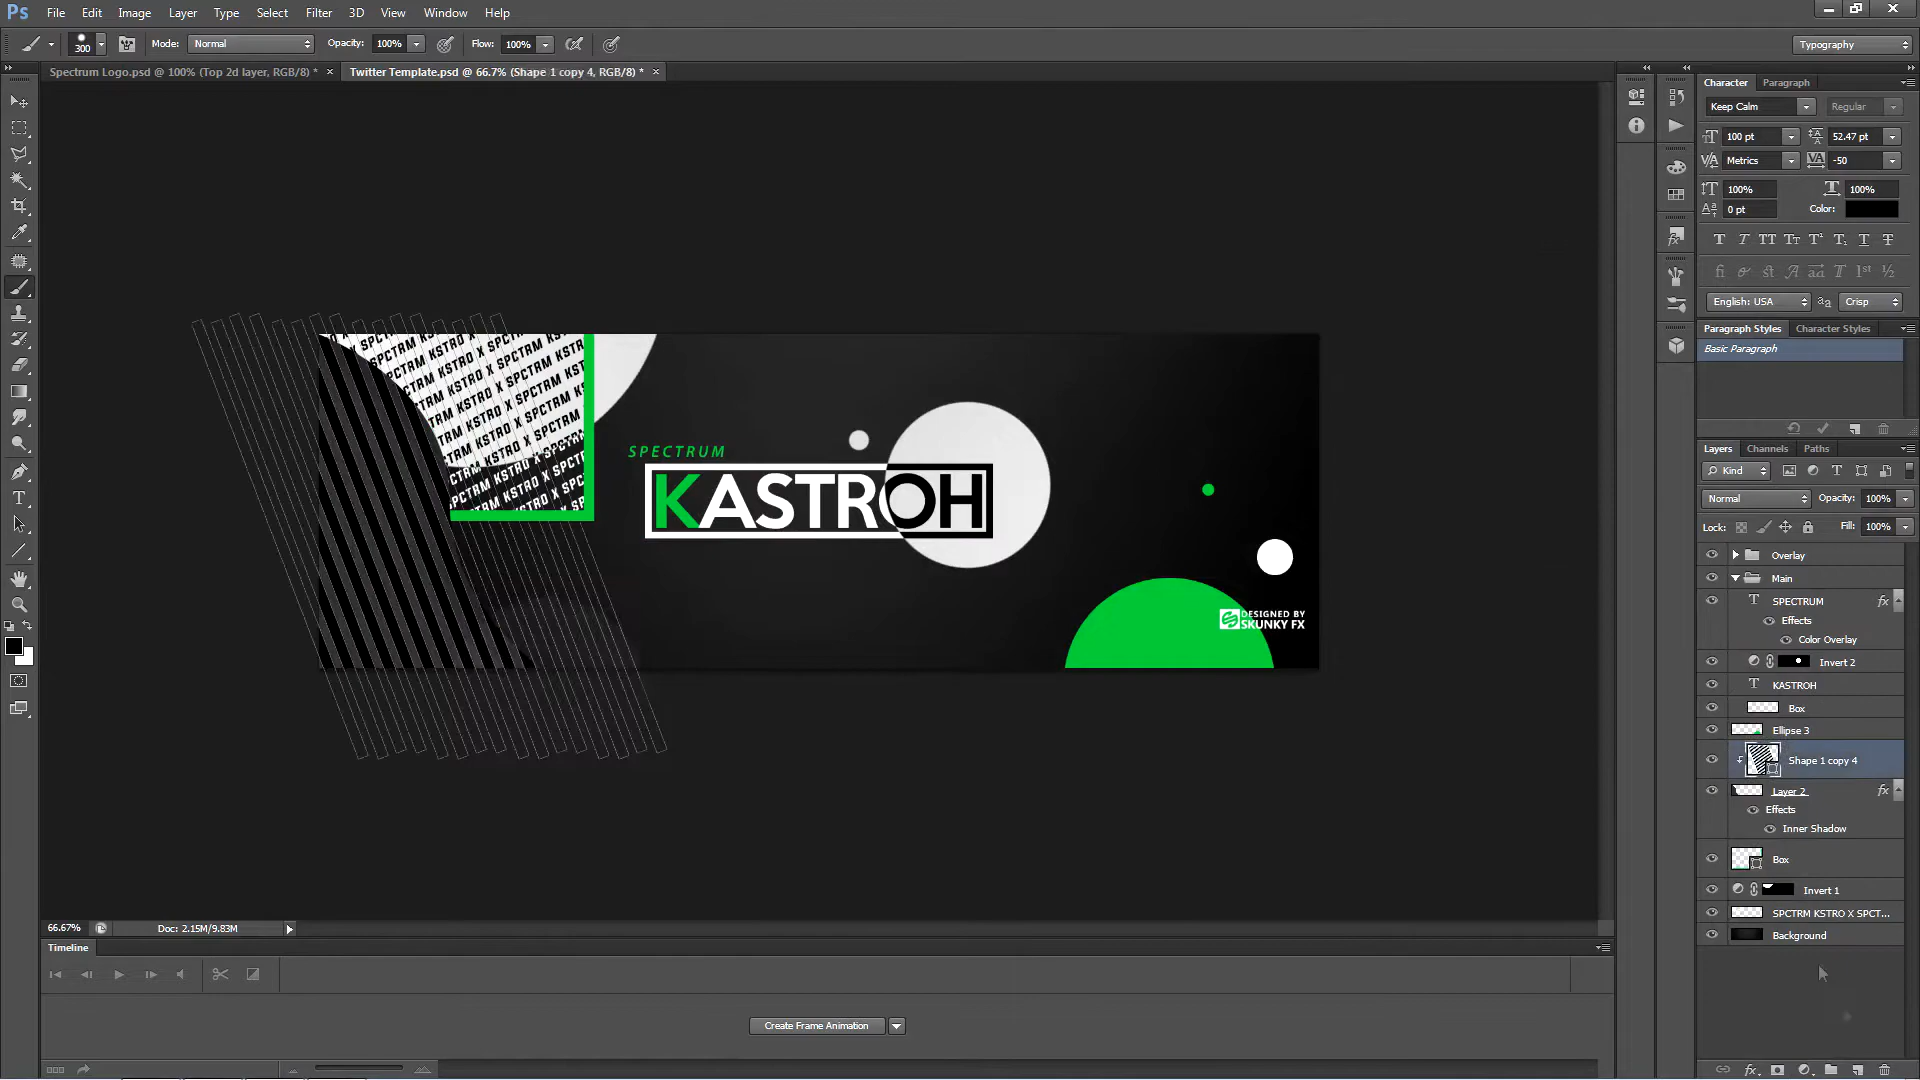 Ps File Edit Image Layer Type Select Filter 3D View Window Help
300 Mode: Normal Opacity: 100% Flow: 100% Typography
Spectrum Logo.psd @ 100% (Top 2d layer, RGB/8) * × Twitter Template.psd @ 66.7% (Shape 1 copy 4, RGB/8) * ×
Character Paragraph
Keep Calm Regular
100 pt 52.47 pt
Metrics -50
100% 100%
0 pt Color:
English: USA Crisp
Paragraph Styles Character Styles
Basic Paragraph
SPCTRM KSTRO X SPCTRM KSTRO X
SPECTRUM
KASTROH
DESIGNED BY
SKUNKY FX
Layers Channels Paths
Kind
Normal Opacity: 100%
Lock: Fill: 100%
Overlay
Main
SPECTRUM fx
Effects
Color Overlay
Invert 2
KASTROH
Box
Ellipse 3
Shape 1 copy 4
Layer 2 fx
Effects
Inner Shadow
Box
Invert 1
SPCTRM KSTRO X SPCT...
Background
66.67% Doc: 2.15M/9.83M
Timeline
Create Frame Animation